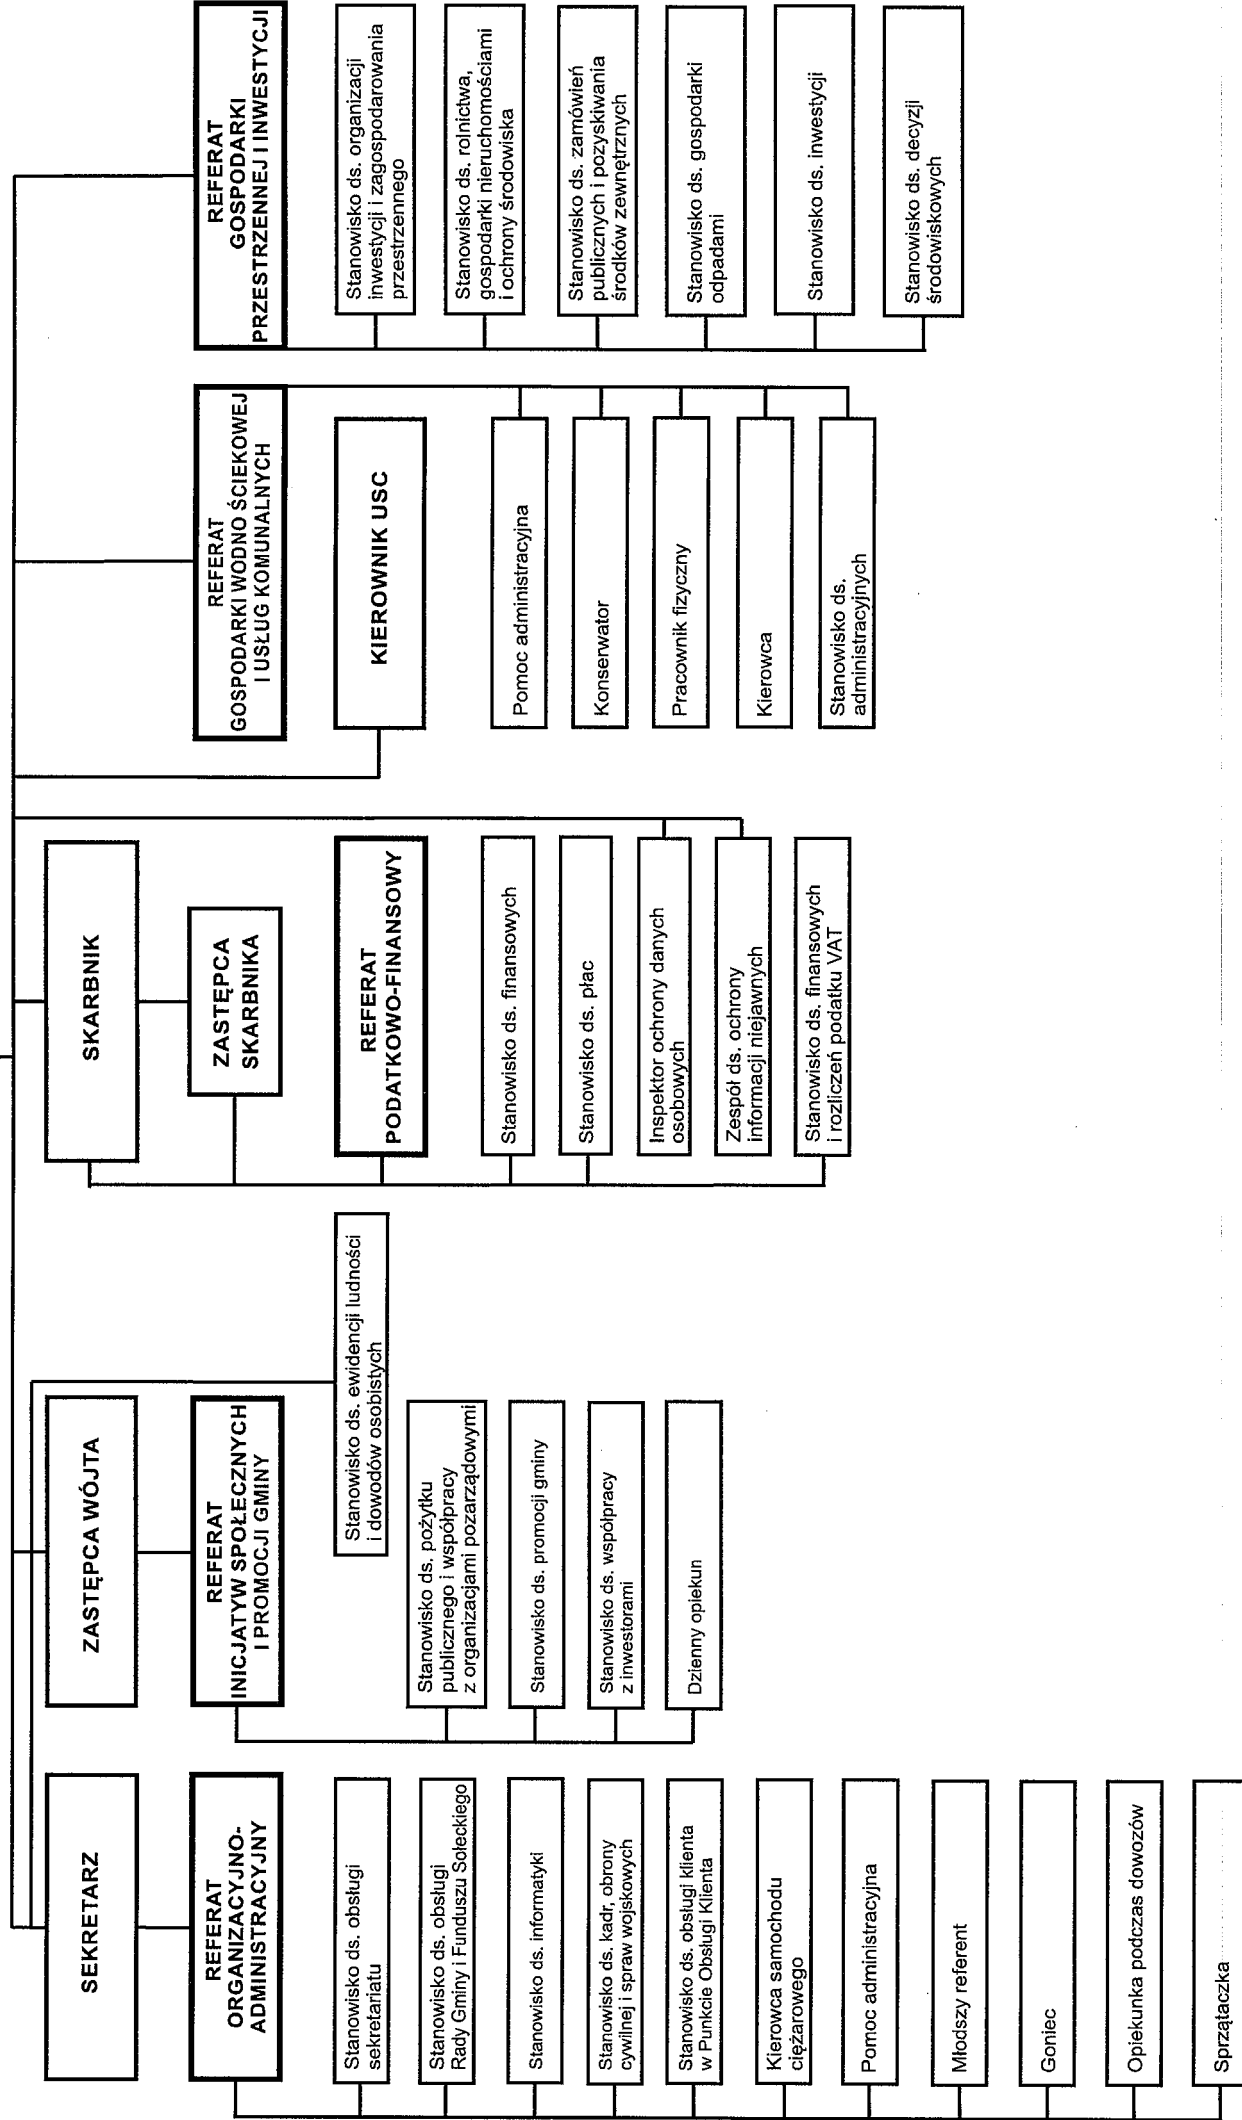 SEKRETARZ
REFERAT
ORGANIZACYJNO-
ADMINISTRACYJNY
Stanowisko ds. obsługi
sekretariatu
Stanowisko ds. obsługi
Rady Gminy i Funduszu Sołeckiego
Stanowisko ds. informatyki
Stanowisko ds. kadr, obrony
cywilnej i spraw wojskowych
Stanowisko ds. obsługi klienta
w Punkcie Obsługi Klienta
Kierowca samochodu
ciężarowego
Pomoc administracyjna
Młodszy referent
Goniec
Opiekunka podczas dowozów
Sprzątaczka
ZASTĘPCA WÓJTA
REFERAT
INICJATYW SPOŁECZNYCH
I PROMOCJI GMINY
Stanowisko ds. ewidencji ludności
i dowodów osobistych
Stanowisko ds. pożytku
publicznego i współpracy
z organizacjami pozarządowymi
Stanowisko ds. promocji gminy
Stanowisko ds. współpracy
z inwestorami
Dzienny opiekun
SKARBNIK
ZASTĘPCA
SKARBNIKA
REFERAT
PODATKOWO-FINANSOWY
Stanowisko ds. finansowych
Stanowisko ds. płac
Inspektor ochrony danych
osobowych
Zespół ds. ochrony
informacji niejawnych
Stanowisko ds. finansowych
i rozliczeń podatku VAT
REFERAT
GOSPODARKI WODNO ŚCIEKOWEJ
I USŁUG KOMUNALNYCH
KIEROWNIK USC
Pomoc administracyjna
Konserwator
Pracownik fizyczny
Kierowca
Stanowisko ds.
administracyjnych
REFERAT
GOSPODARKI
PRZESTRZENNEJ I INWESTYCJI
Stanowisko ds. organizacji
inwestycji i zagospodarowania
przestrzennego
Stanowisko ds. rolnictwa,
gospodarki nieruchomościami
i ochrony środowiska
Stanowisko ds. zamówień
publicznych i pozyskiwania
środków zewnętrznych
Stanowisko ds. gospodarki
odpadami
Stanowisko ds. inwestycji
Stanowisko ds. decyzji
środowiskowych